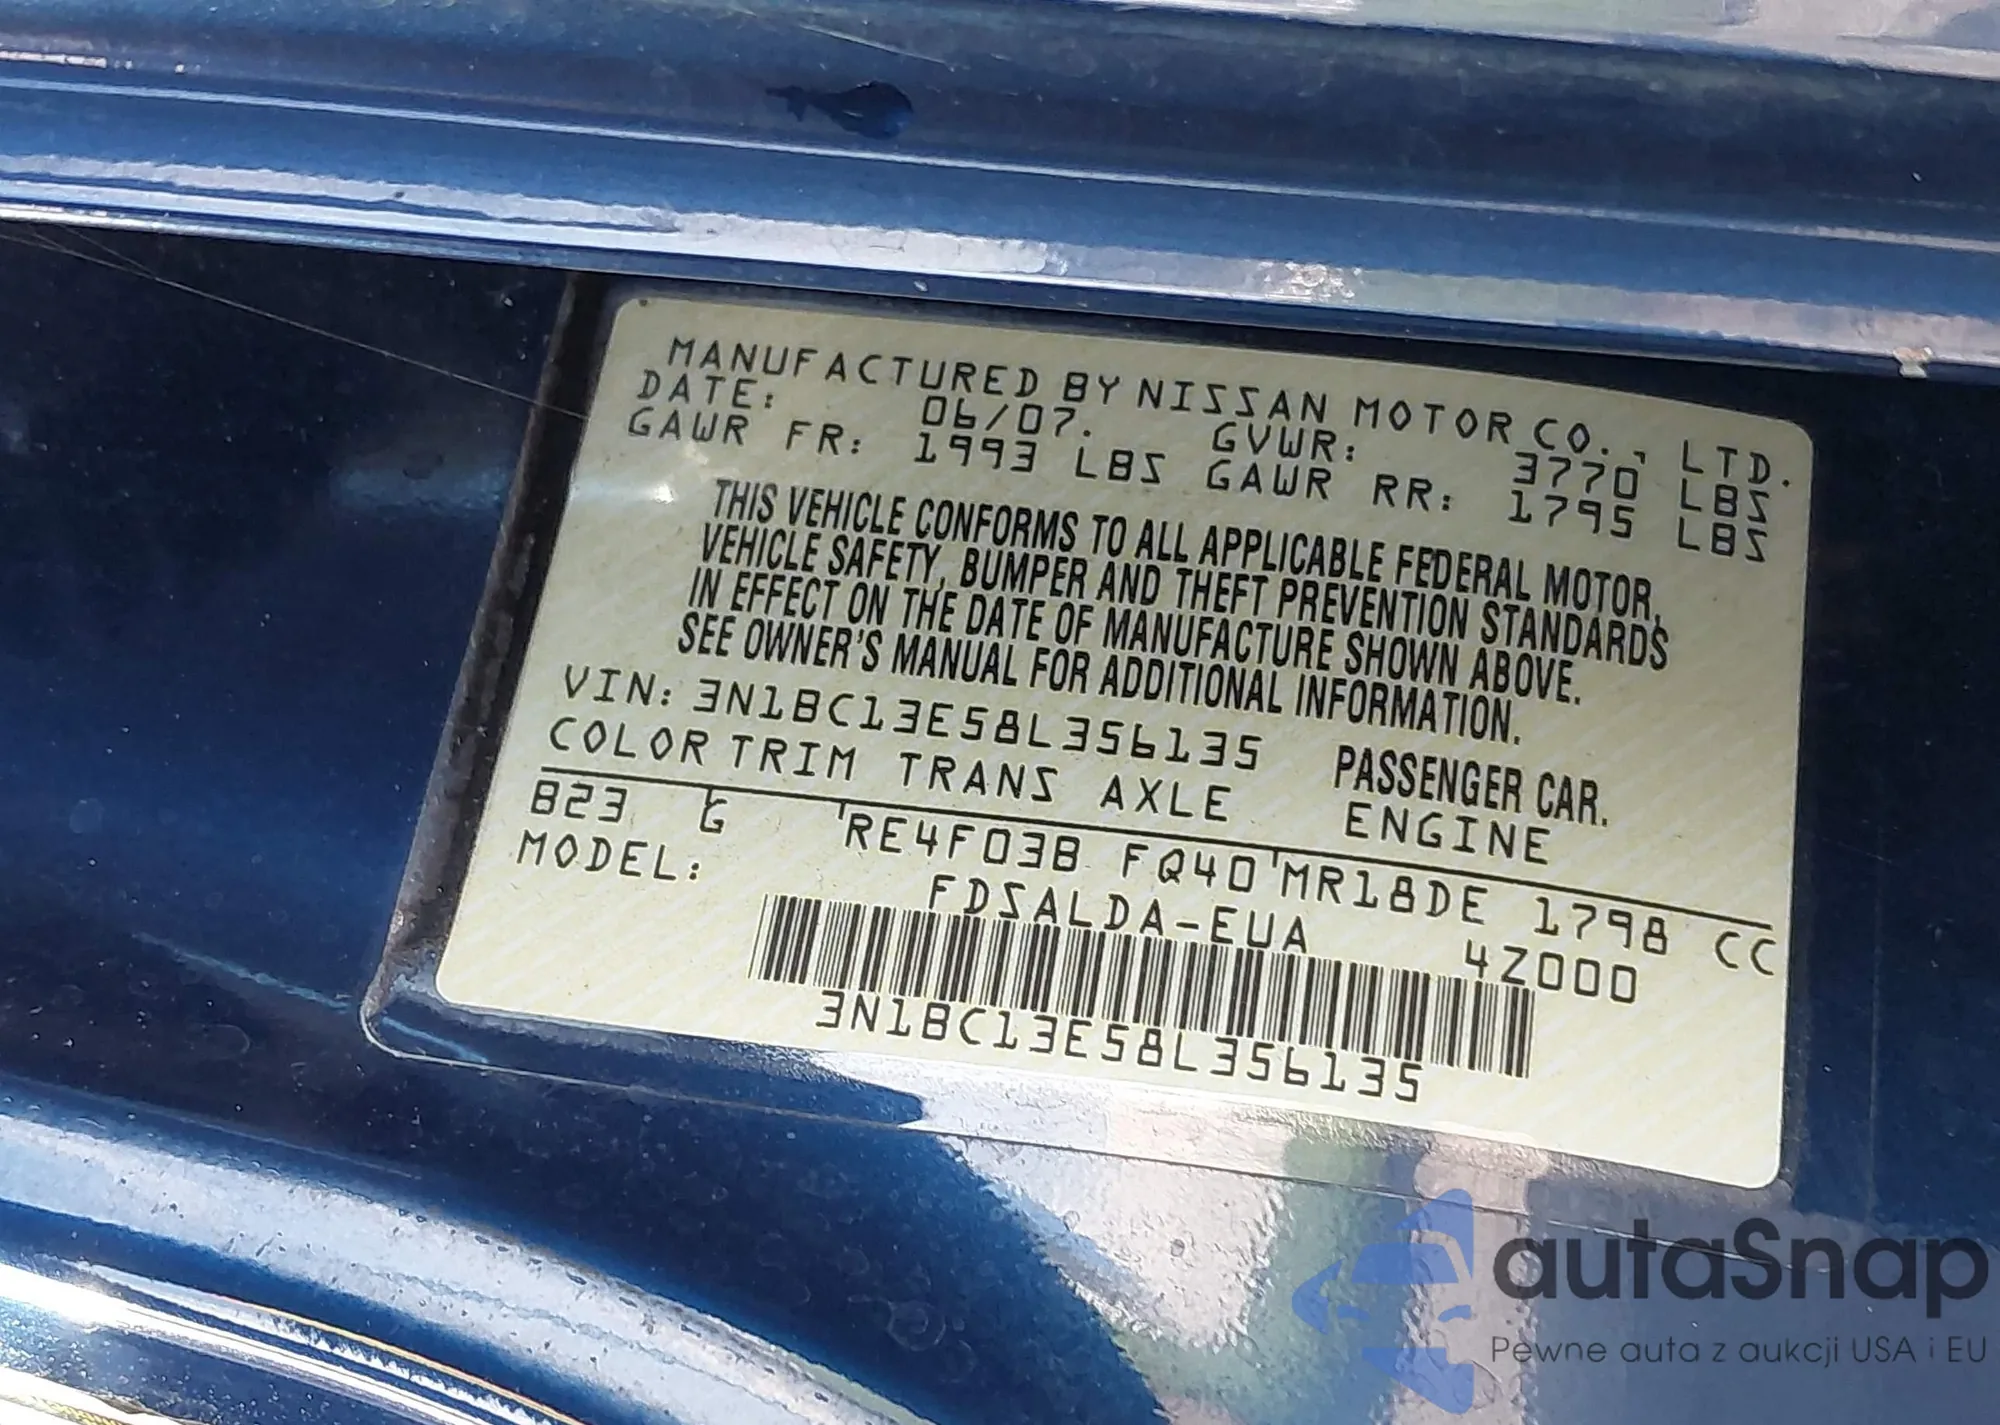 MANUFACTURED BY NISSAN MOTOR CO., LTD.
DATE: 06/07. GVWR: 3770 LBS
GAWR FR: 1993 LBS GAWR RR: 1795 LBS
THIS VEHICLE CONFORMS TO ALL APPLICABLE FEDERAL MOTOR
VEHICLE SAFETY, BUMPER AND THEFT PREVENTION STANDARDS
IN EFFECT ON THE DATE OF MANUFACTURE SHOWN ABOVE.
SEE OWNER'S MANUAL FOR ADDITIONAL INFORMATION.
VIN: 3N1BC13E58L356135 PASSENGER CAR.
COLOR TRIM TRANS AXLE ENGINE
B23 G RE4F03B FQ40 MR18DE 1798 CC
MODEL: FDSALDA-EUA 4Z000
3N1BC13E58L356135
autaSnap
Pewne auta z aukcji USA i EU